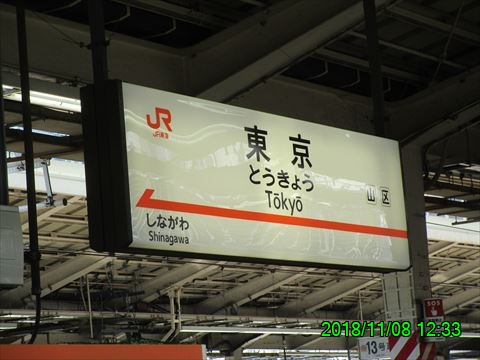 JR
JR東海
東京
とうきょう
Tōkyō
山 区
しながわ
Shinagawa
SOS
13号車
2018/11/08 12:33